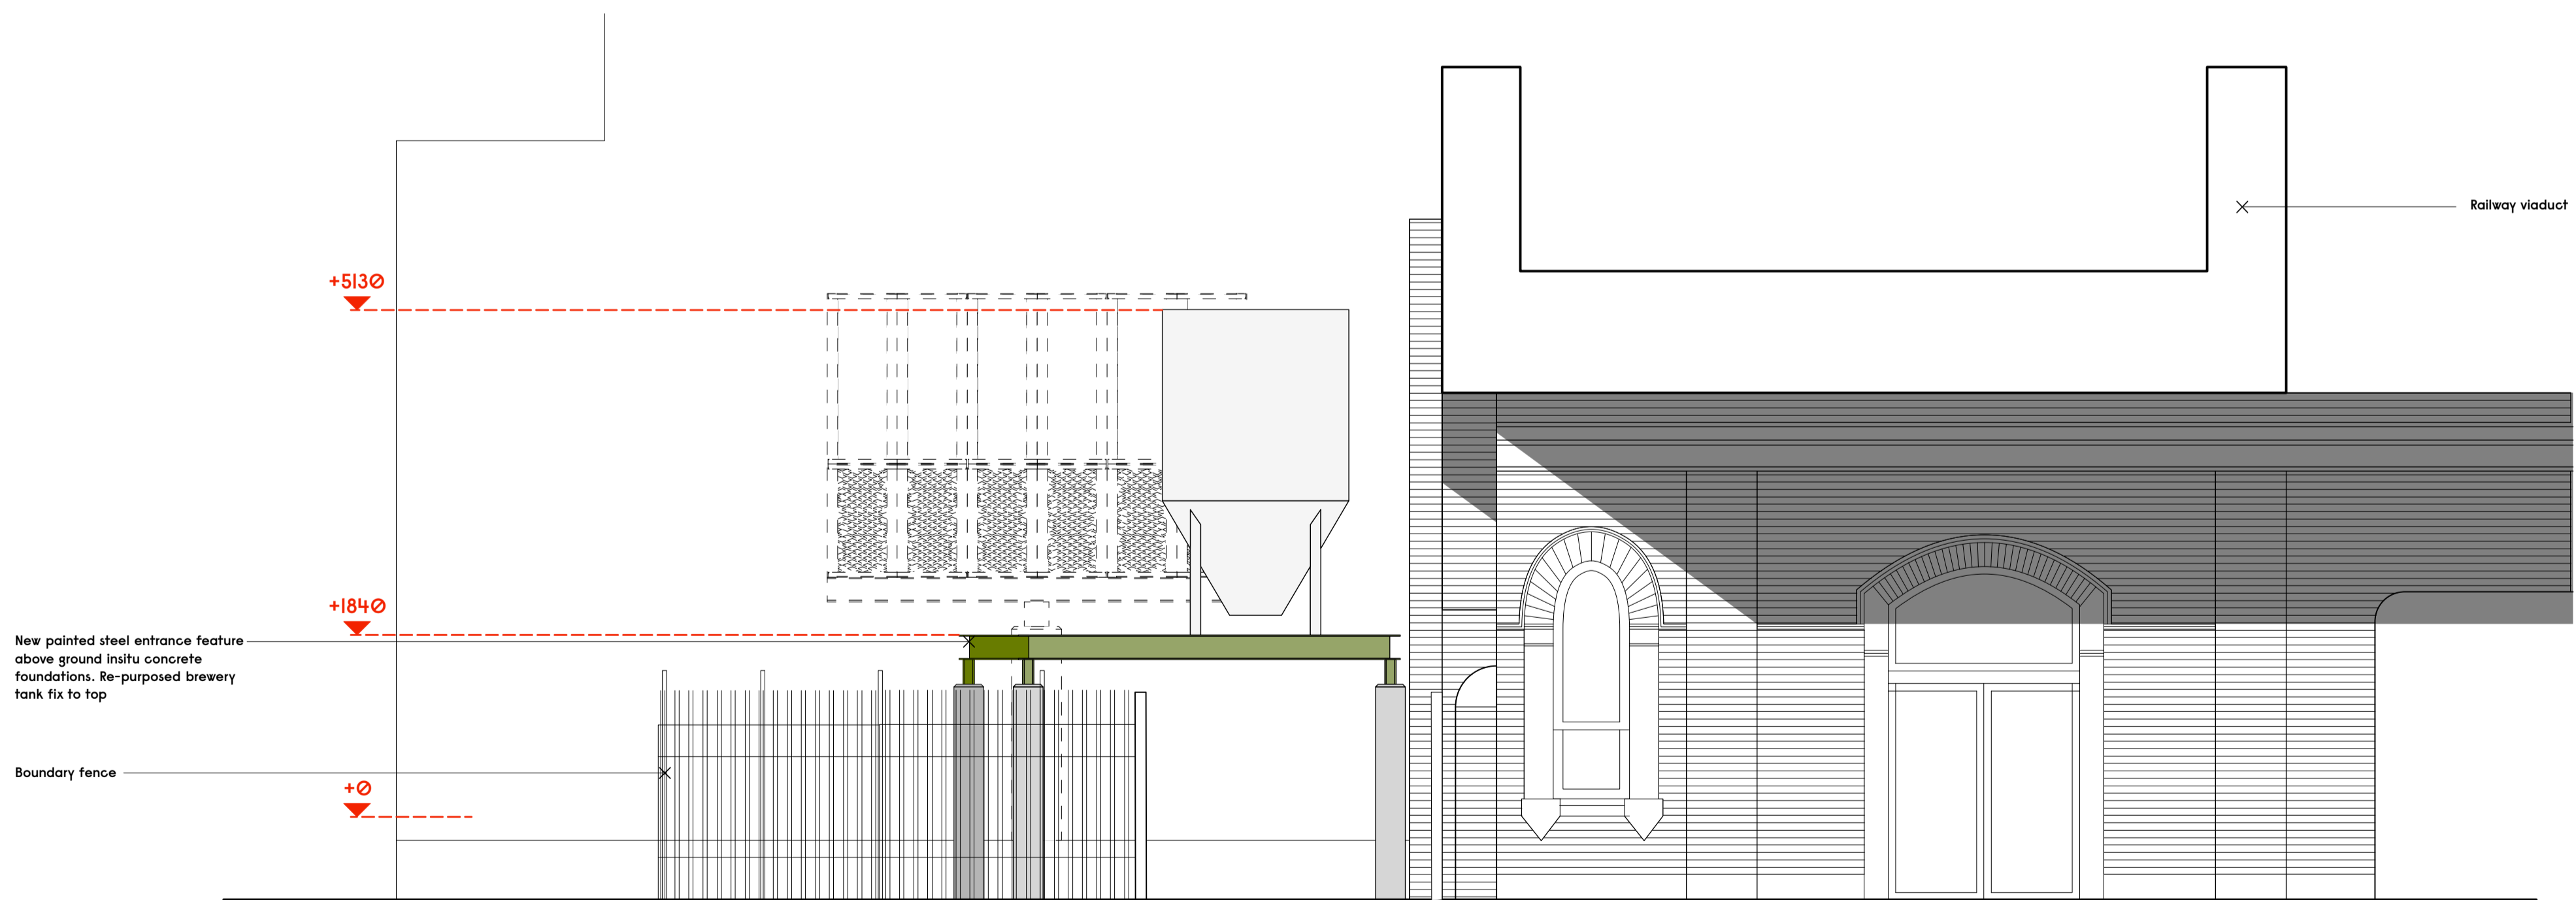 Railway viaduct
+5130
+1840
New painted steel entrance feature
above ground insitu concrete
foundations. Re-purposed brewery
tank fix to top
Boundary fence
+0